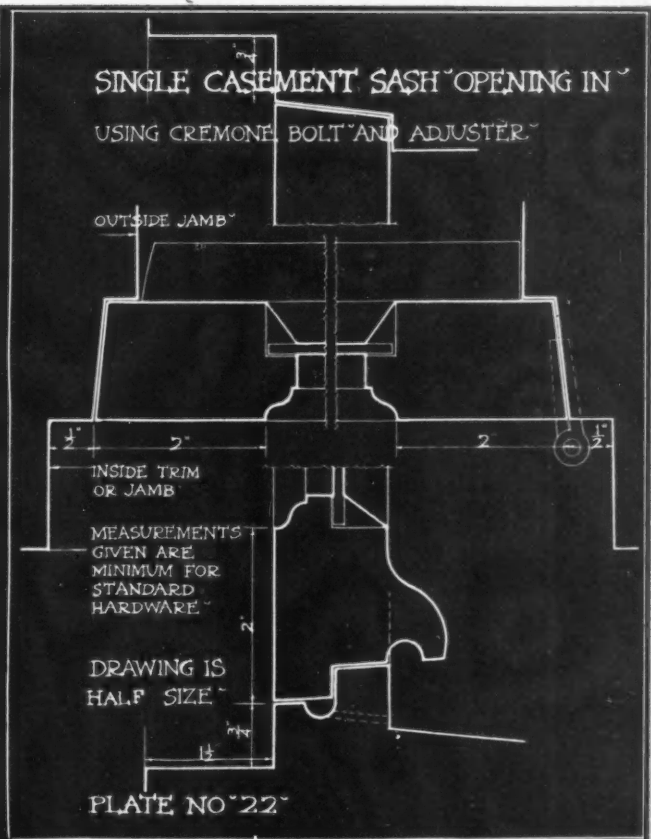 3/4"
SINGLE CASEMENT SASH˘OPENING IN˘
USING CREMONE BOLT˘AND ADJUSTER˘
OUTSIDE JAMB˘
1/2" 2" 2" 1/2"
INSIDE TRIM
OR JAMB
MEASUREMENTS
GIVEN ARE
MINIMUM FOR
STANDARD
HARDWARE˘
2"
DRAWING IS
HALF SIZE˘
3/4"
1 1/2"
PLATE NO˘22˘